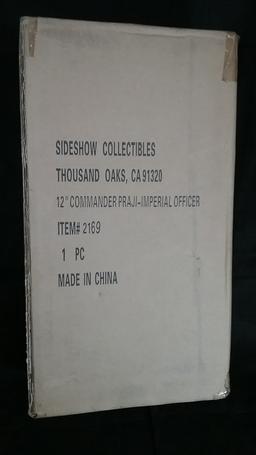 SIDESHOW COLLECTIBLES
THOUSAND OAKS, CA 91320
12" COMMANDER PRAJI-IMPERIAL OFFICER
ITEM# 2169
1 PC
MADE IN CHINA